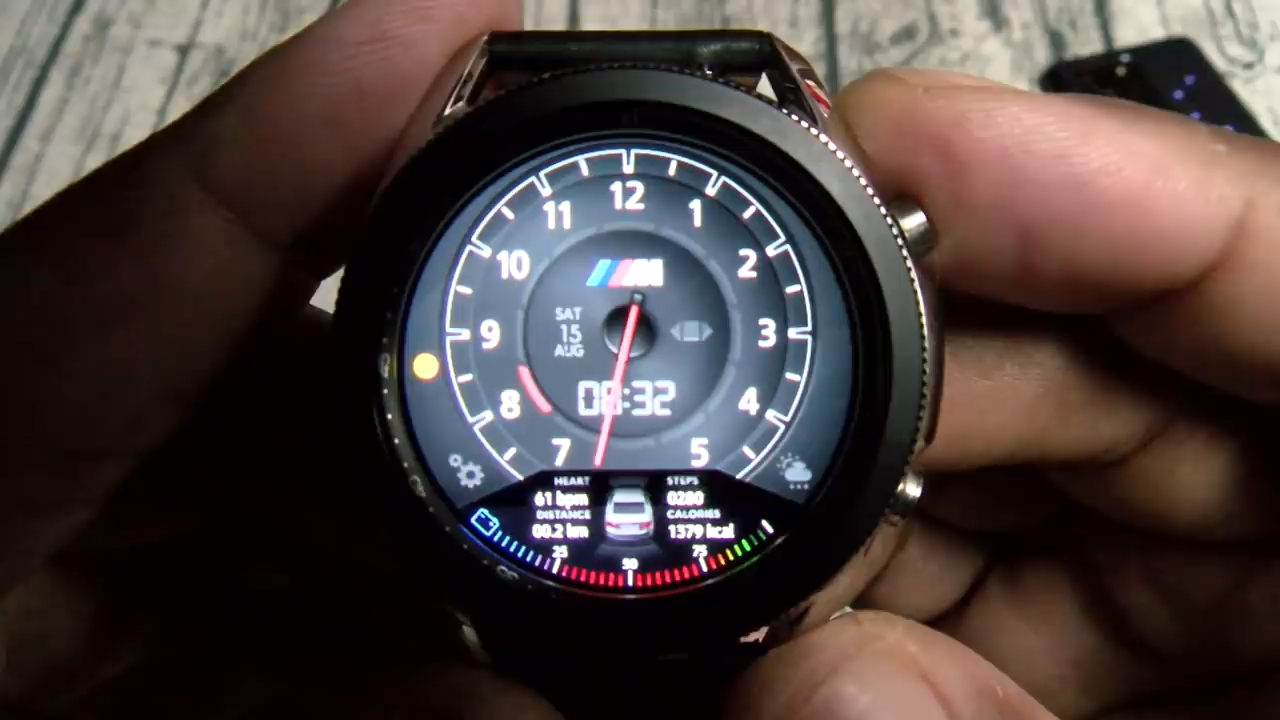 12
11
1
10
2
M
SAT
15
AUG
9
3
08:32
8
4
7
5
HEART
61 bpm
DISTANCE
00.2 km
STEPS
0280
CALORIES
1379 kcal
25
50
75